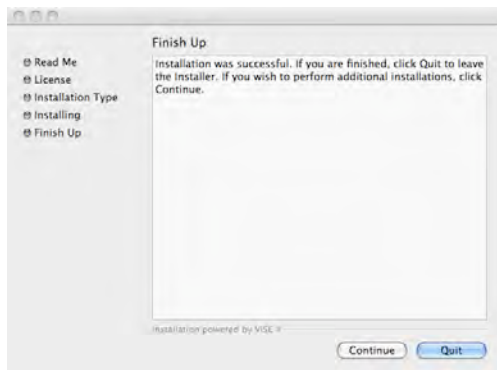 Finish Up
Read Me
License
Installation Type
Installing
Finish Up
Installation was successful. If you are finished, click Quit to leave
the Installer. If you wish to perform additional installations, click
Continue.
Installation powered by VISE X
Continue
Quit